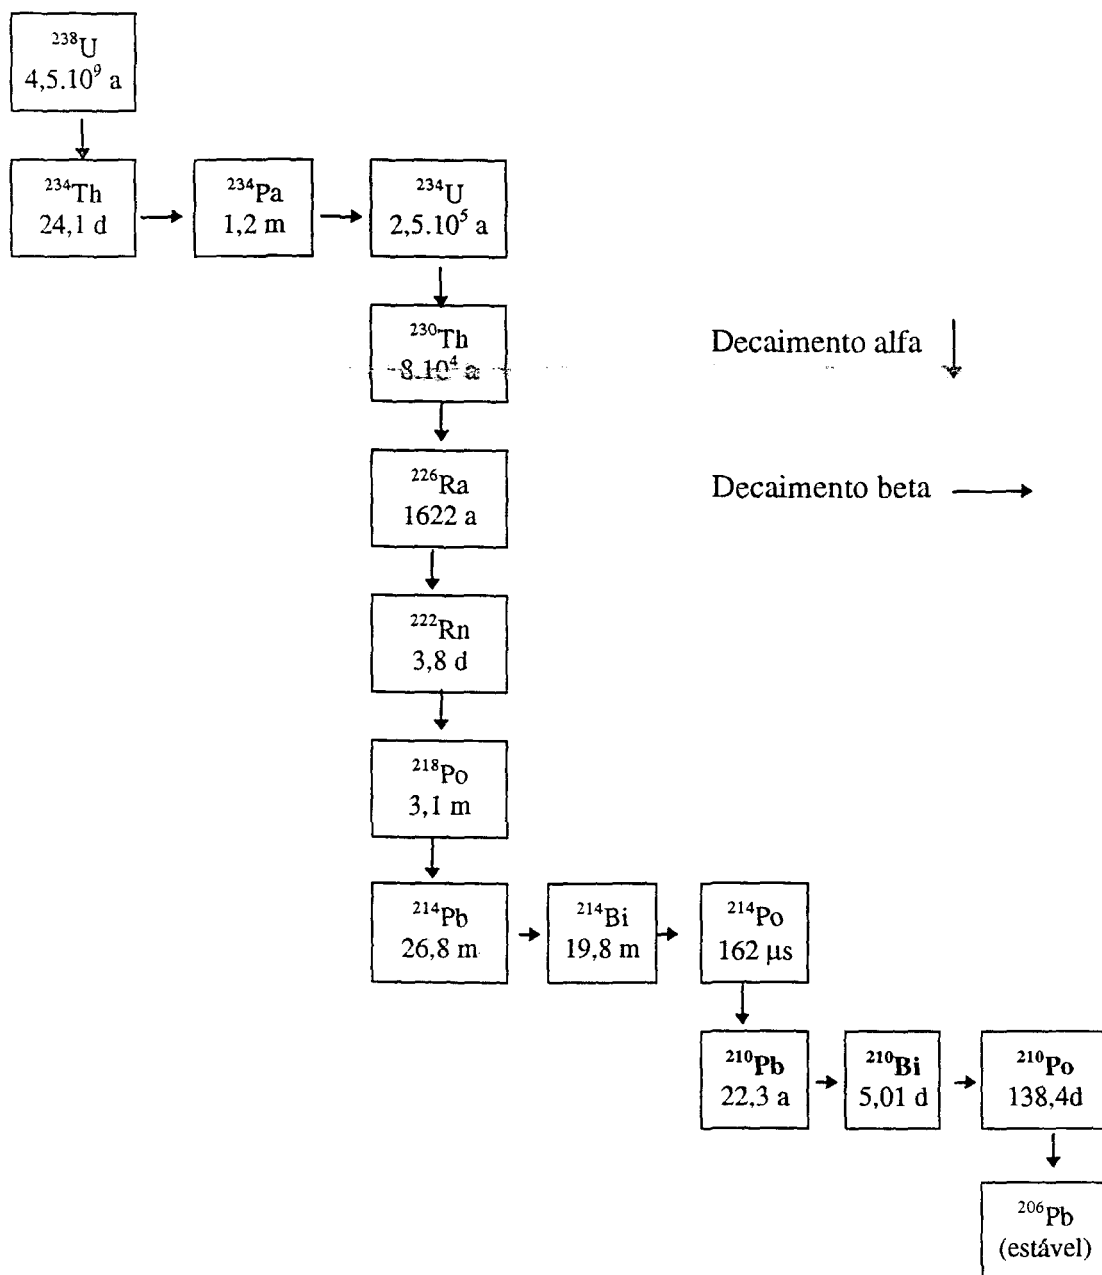 ²³⁸U
4,5.10⁹ a
²³⁴Th
24,1 d
²³⁴Pa
1,2 m
²³⁴U
2,5.10⁵ a
²³⁰Th
8.10⁴ a
Decaimento alfa
²²⁶Ra
1622 a
Decaimento beta
²²²Rn
3,8 d
²¹⁸Po
3,1 m
²¹⁴Pb
26,8 m
²¹⁴Bi
19,8 m
²¹⁴Po
162 µs
²¹⁰Pb
22,3 a
²¹⁰Bi
5,01 d
²¹⁰Po
138,4d
²⁰⁶Pb
(estável)